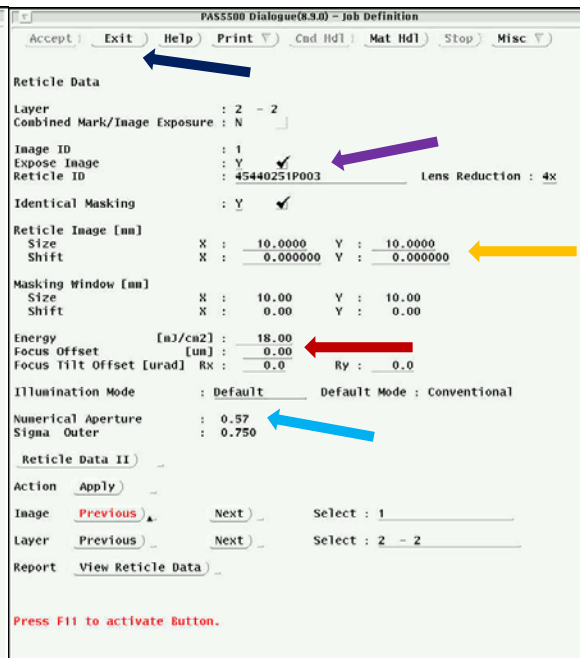 PAS5500 Dialogue(8.9.0) – Job Definition
Accept Exit Help Print Cmd Hdl Mat Hdl Stop Misc
Reticle Data
Layer : 2 - 2
Combined Mark/Image Exposure : N
Image ID : 1
Expose Image : Y
Reticle ID : 45440251P003 Lens Reduction : 4x
Identical Masking : Y
Reticle Image [mm]
Size X : 10.0000 Y : 10.0000
Shift X : 0.000000 Y : 0.000000
Masking Window [mm]
Size X : 10.00 Y : 10.00
Shift X : 0.00 Y : 0.00
Energy [mJ/cm2] : 18.00
Focus Offset [um] : 0.00
Focus Tilt Offset [urad] Rx : 0.0 Ry : 0.0
Illumination Mode : Default Default Mode : Conventional
Numerical Aperture : 0.57
Sigma Outer : 0.750
Reticle Data II
Action Apply
Image Previous Next Select : 1
Layer Previous Next Select : 2 - 2
Report View Reticle Data
Press F11 to activate Button.